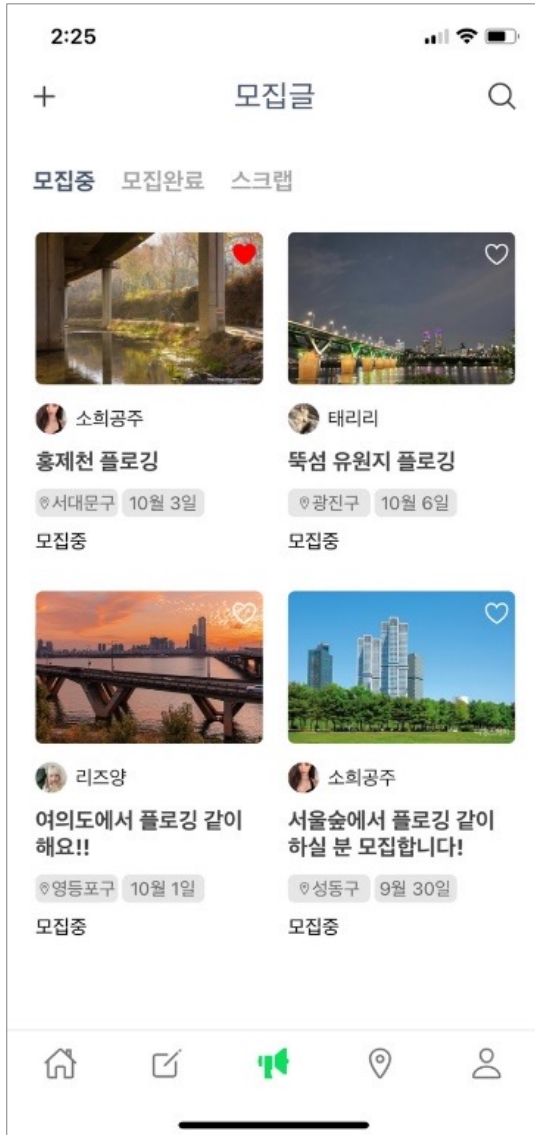 2:25
모집글
모집중 모집완료 스크랩
소희공주
태리리
홍제천 플로깅
뚝섬 유원지 플로깅
서대문구 10월 3일
광진구 10월 6일
모집중
모집중
리즈양
소희공주
여의도에서 플로깅 같이
해요!!
서울숲에서 플로깅 같이
하실 분 모집합니다!
영등포구 10월 1일
성동구 9월 30일
모집중
모집중